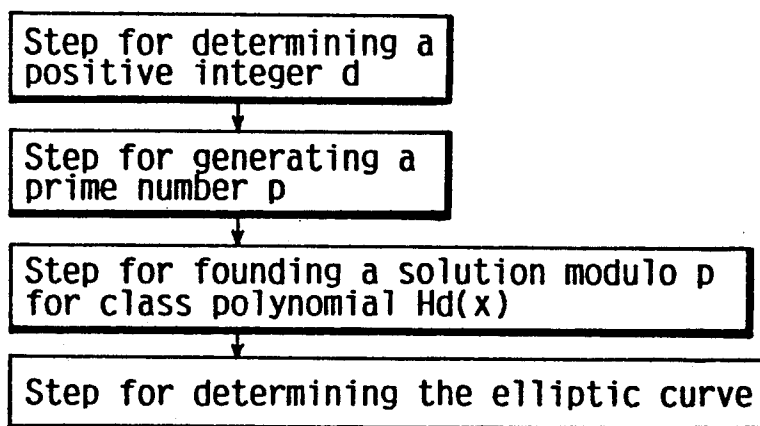 Step for determining a
positive integer d
Step for generating a
prime number p
Step for founding a solution modulo p
for class polynomial Hd(x)
Step for determining the elliptic curve